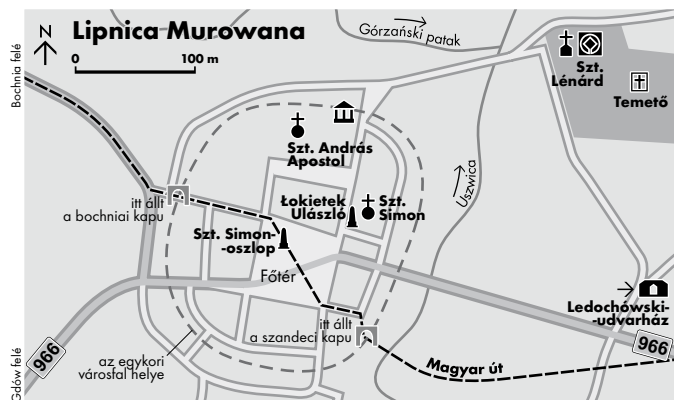 Lipnica Murowana
N
0 100 m
Bochnia felé
Górzański patak
Szt.
Lénárd
Temető
Szt. András
Apostol
itt állt
a bochniai kapu
Łokietek
Ulászló
Szt.
Simon
Uszwica
Szt. Simon-
-oszlop
Főtér
Ledochówski-
-udvarház
itt állt
a szandeci kapu
az egykori
városfal helye
Magyar út
966
966
Gdów felé